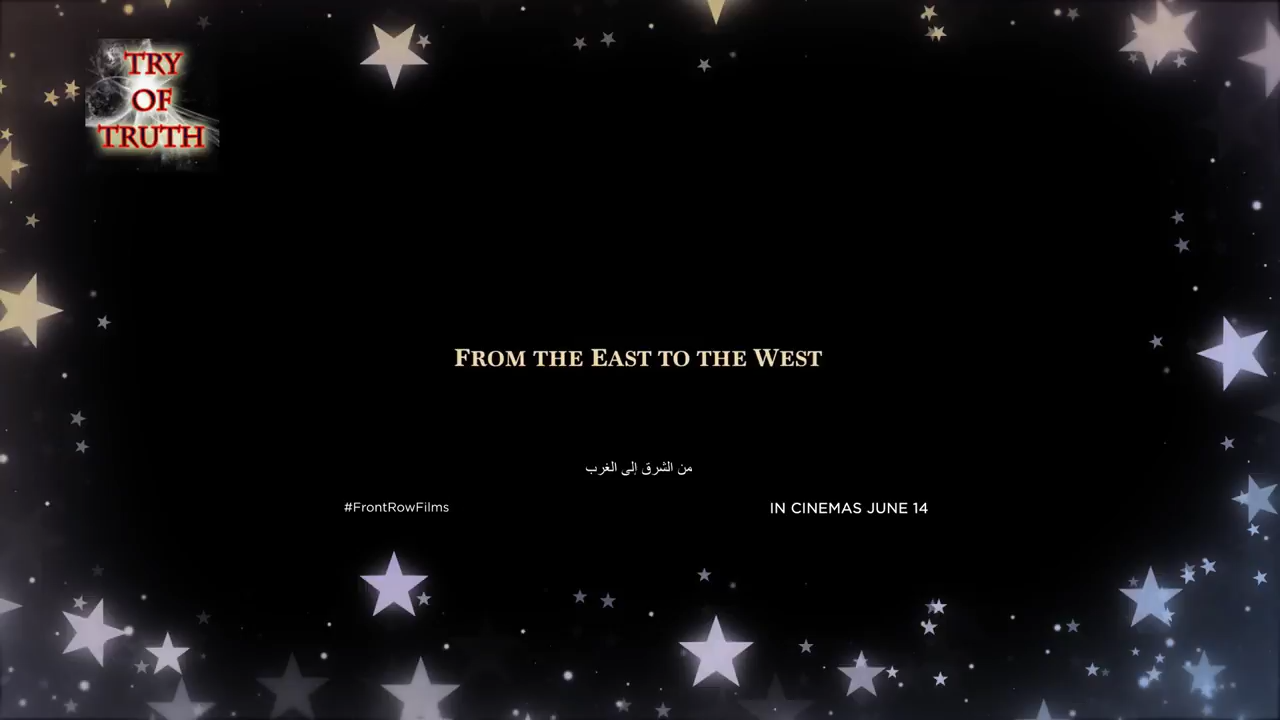 TRY
OF
TRUTH
FROM THE EAST TO THE WEST
من الشرق إلى الغرب
#FrontRowFilms
IN CINEMAS JUNE 14